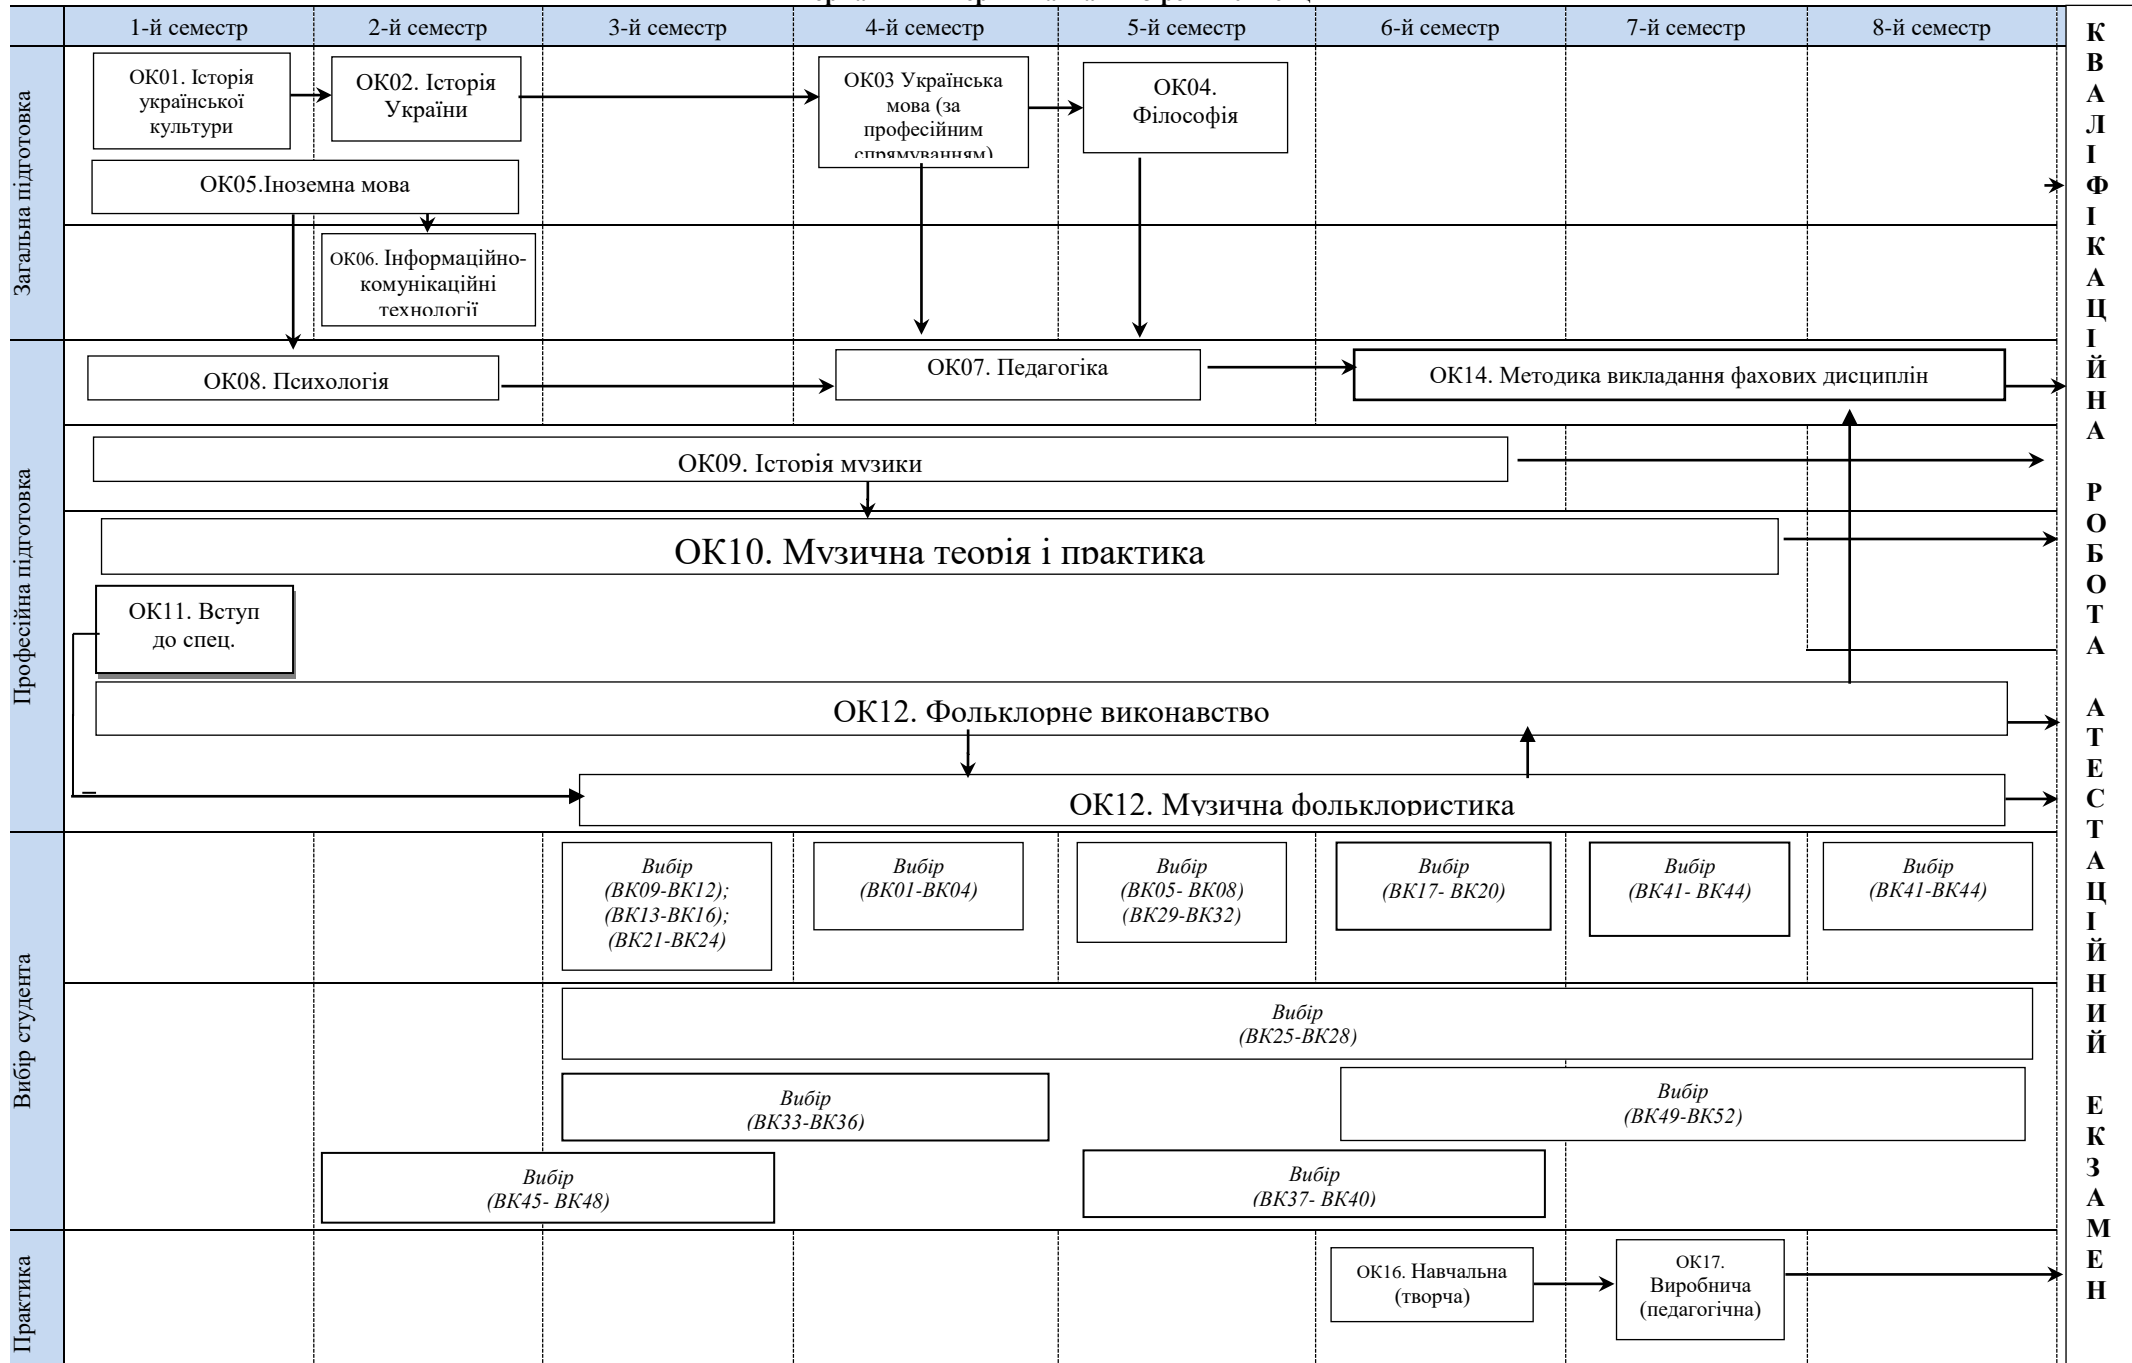 1-й семестр
2-й семестр
3-й семестр
4-й семестр
5-й семестр
6-й семестр
7-й семестр
8-й семестр
Загальна підготовка
ОК01. Історія
української
культури
ОК02. Історія
України
ОК03 Українська
мова (за
професійним
спрямуванням)
ОК04.
Філософія
ОК05.Іноземна мова
ОК06. Інформаційно-
комунікаційні
технології
Професійна підготовка
ОК08. Психологія
ОК07. Педагогіка
ОК14. Методика викладання фахових дисциплін
ОК09. Історія музики
ОК10. Музична теорія і практика
ОК11. Вступ
до спец.
ОК12. Фольклорне виконавство
ОК12. Музична фольклористика
Вибір студента
Вибір
(ВК09-ВК12);
(ВК13-ВК16);
(ВК21-ВК24)
Вибір
(ВК01-ВК04)
Вибір
(ВК05- ВК08)
(ВК29-ВК32)
Вибір
(ВК17- ВК20)
Вибір
(ВК41- ВК44)
Вибір
(ВК41-ВК44)
Вибір
(ВК25-ВК28)
Вибір
(ВК33-ВК36)
Вибір
(ВК49-ВК52)
Вибір
(ВК45- ВК48)
Вибір
(ВК37- ВК40)
Практика
ОК16. Навчальна
(творча)
ОК17.
Виробнича
(педагогічна)
КВАЛІФІКАЦІЙНА РОБОТА АТЕСТАЦІЙНИЙ ЕКЗАМЕН